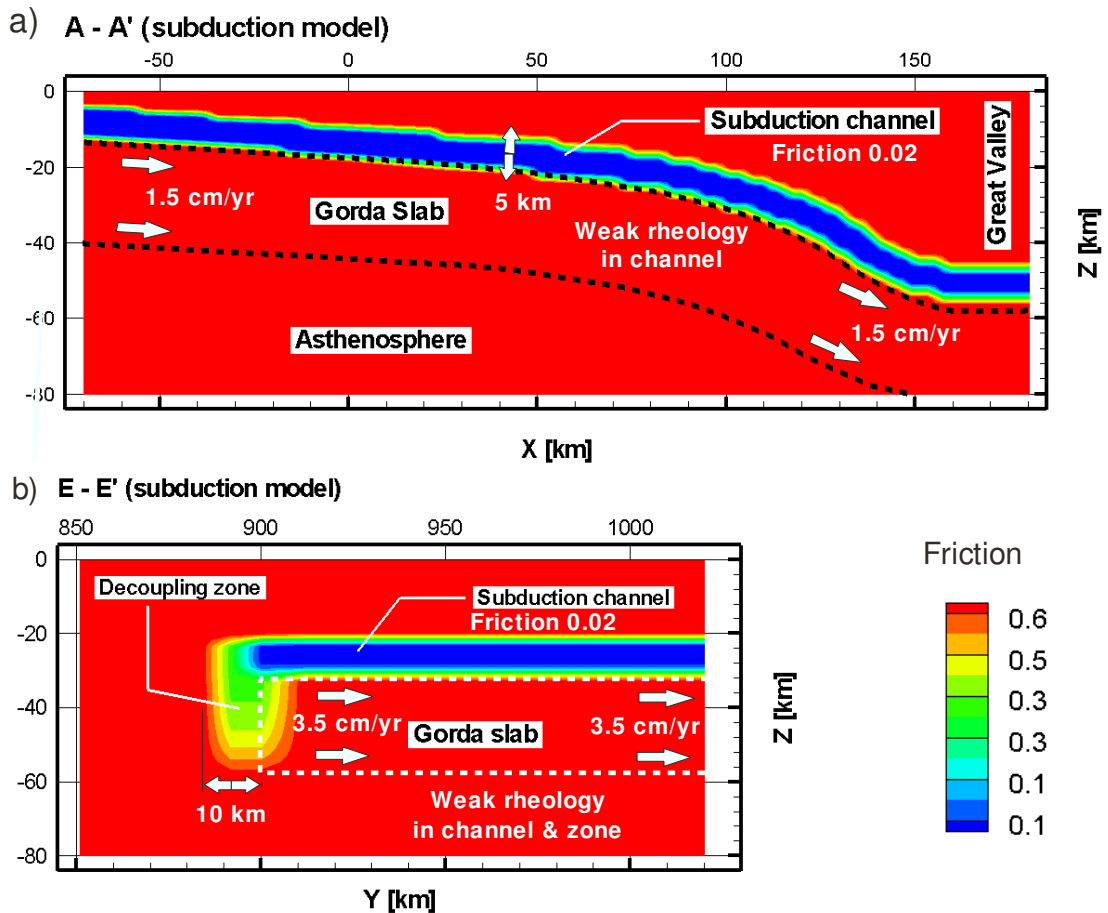 a) A - A' (subduction model)
-50 0 50 100 150
0
-20
-40
-60
-80
Subduction channel
Friction 0.02
Great Valley
1.5 cm/yr
Gorda Slab
5 km
Weak rheology
in channel
Asthenosphere
1.5 cm/yr
Z [km]
X [km]
b) E - E' (subduction model)
850 900 950 1000
0
-20
-40
-60
-80
Decoupling zone
Subduction channel
Friction 0.02
3.5 cm/yr
Gorda slab
3.5 cm/yr
10 km
Weak rheology
in channel & zone
Z [km]
Y [km]
Friction
0.6
0.5
0.3
0.3
0.1
0.1